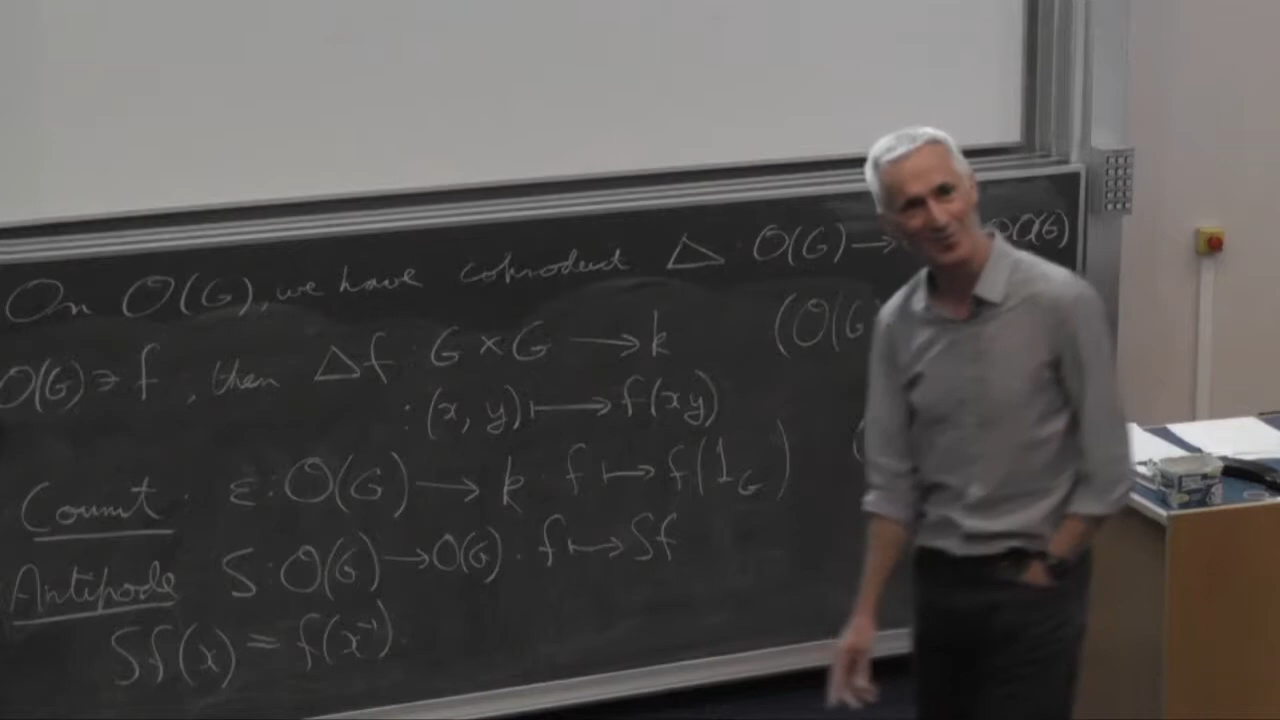 On O(G), we have coproduct Δ O(G) → ⊗O(G)
O(G) ∋ f, then Δf : G × G → k (O(G
: (x, y) ↦ f(xy)
Counit : ε: O(G) → k f ↦ f(1_G)
Antipode S: O(G) → O(G). f ↦ Sf
Sf(x) = f(x⁻¹).